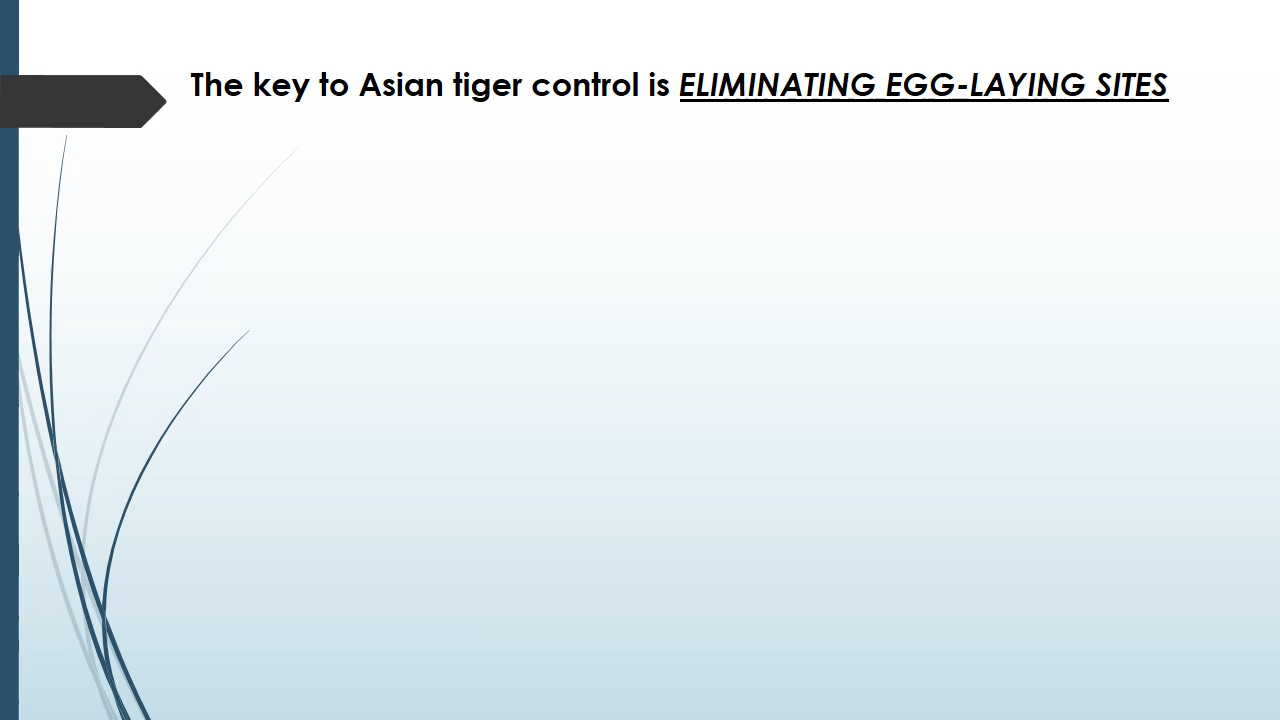 The key to Asian tiger control is ELIMINATING EGG-LAYING SITES